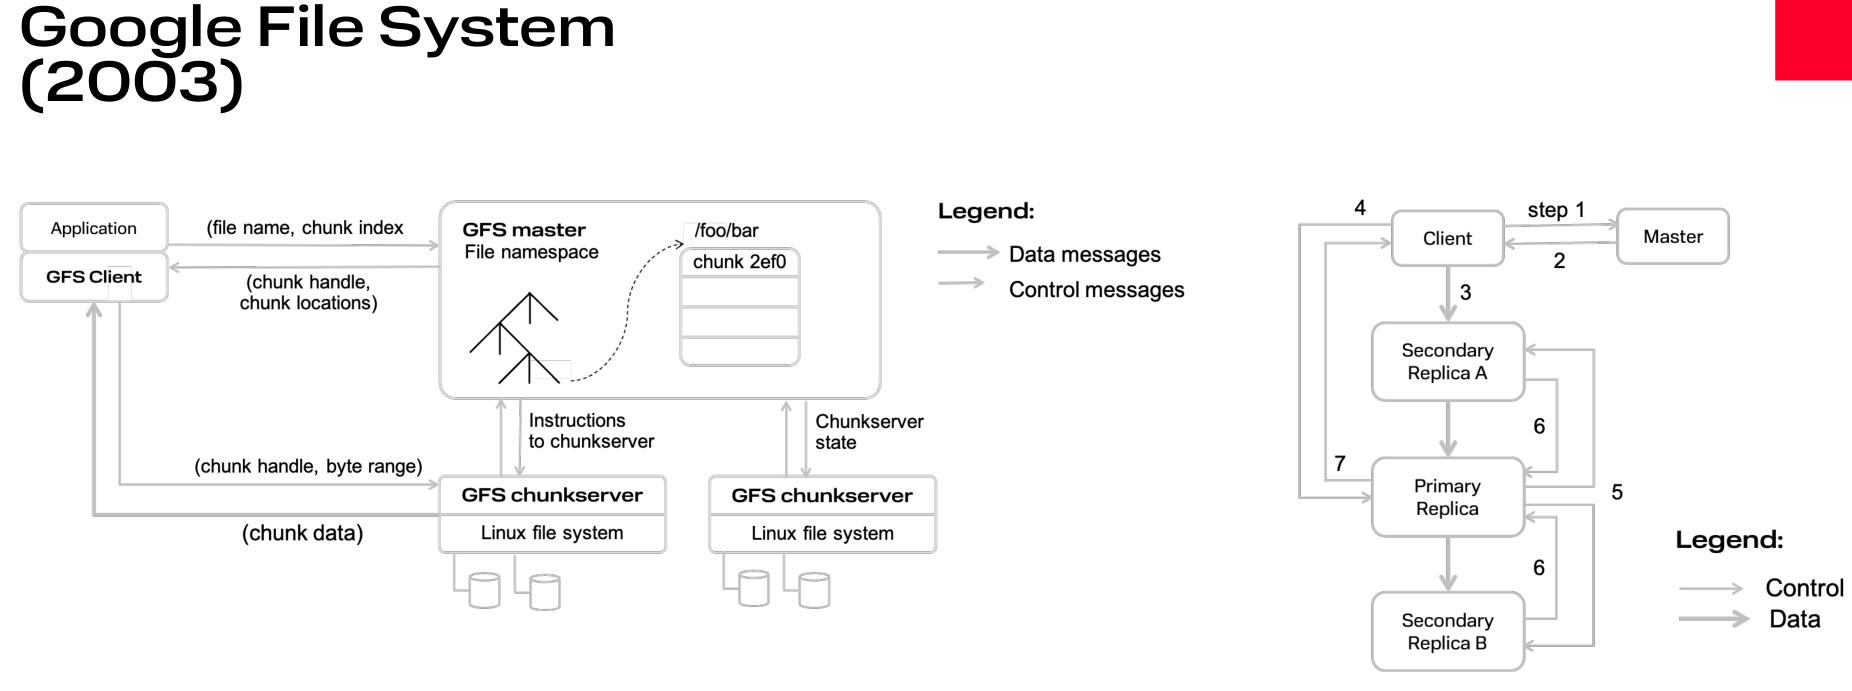 Google File System
(2003)
Application
GFS Client
(file name, chunk index
(chunk handle,
chunk locations)
GFS master
File namespace
/foo/bar
chunk 2ef0
Legend:
Data messages
Control messages
Instructions
to chunkserver
Chunkserver
state
(chunk handle, byte range)
(chunk data)
GFS chunkserver
Linux file system
GFS chunkserver
Linux file system
4
step 1
Client
Master
2
3
Secondary
Replica A
6
7
Primary
Replica
5
6
Secondary
Replica B
Legend:
Control
Data